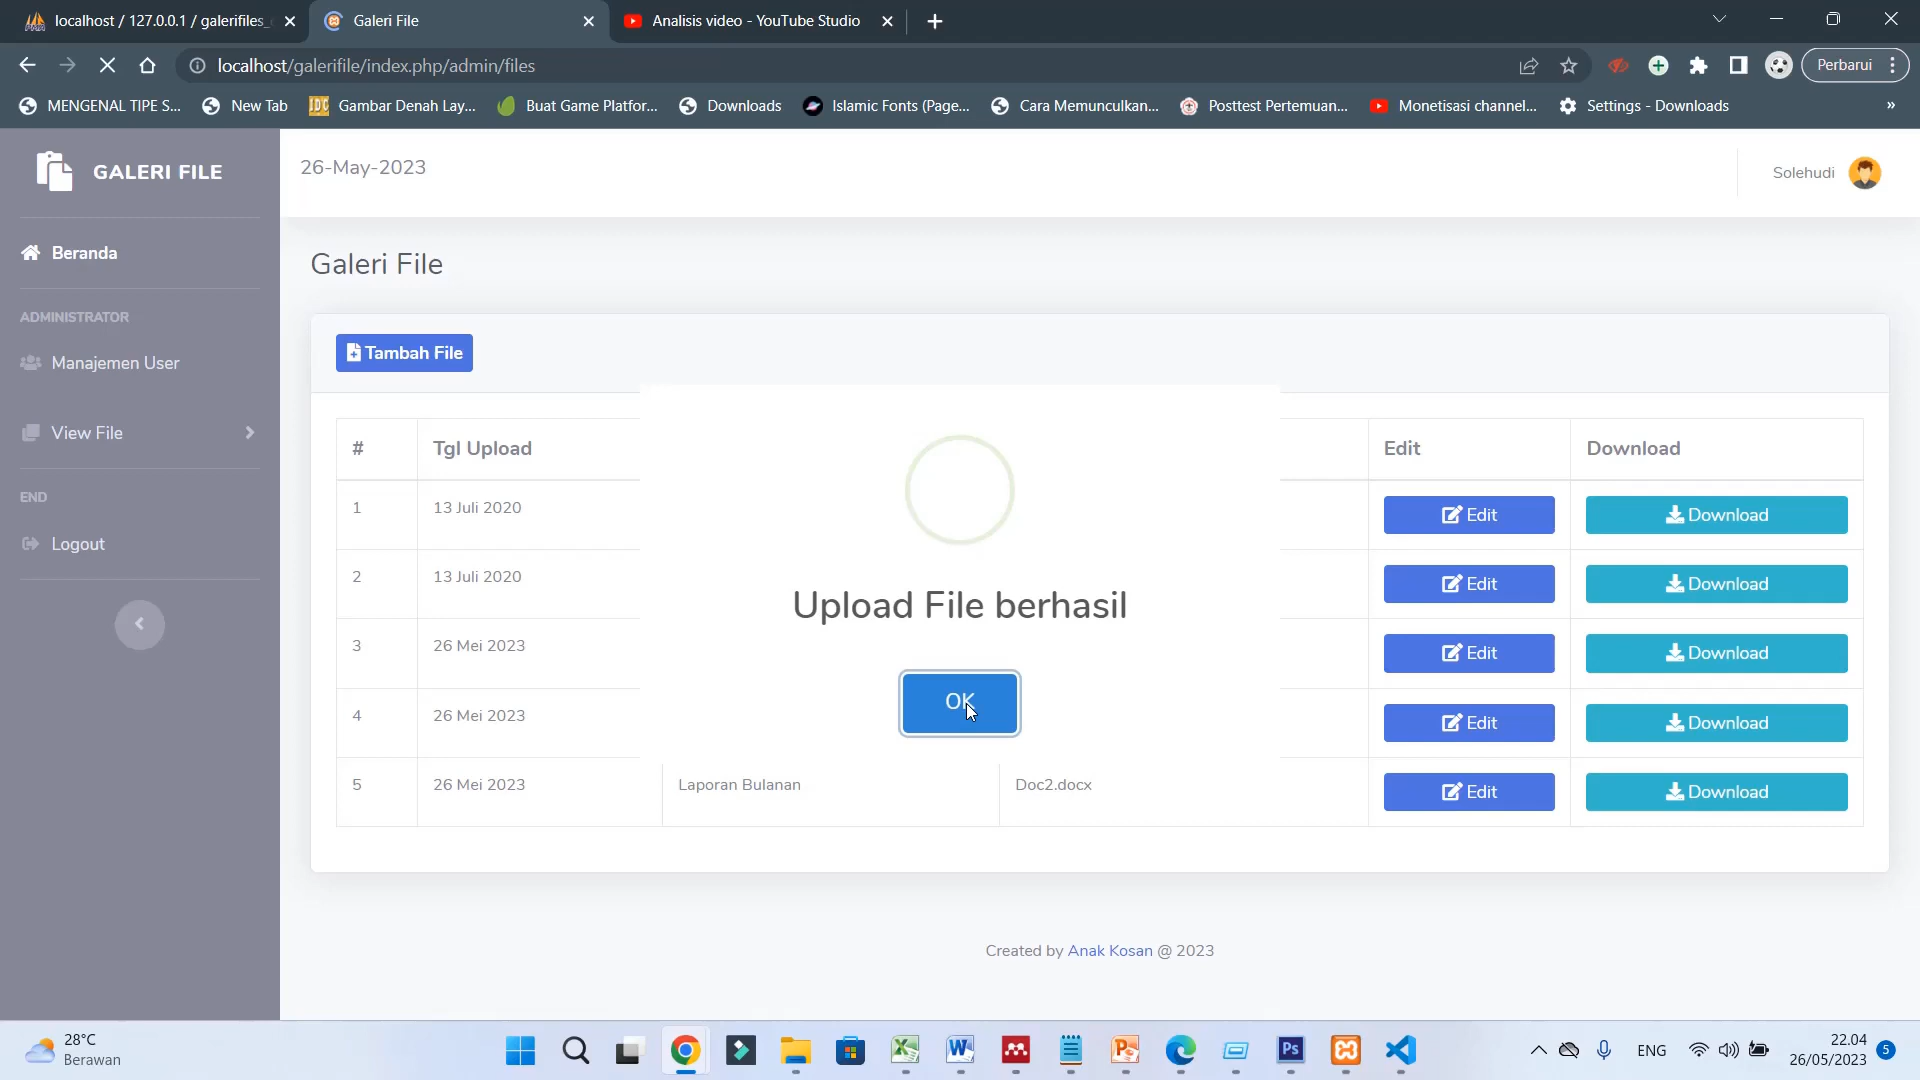 localhost / 127.0.0.1 / galerifiles_
Galeri File
Analisis video - YouTube Studio
localhost/galerifile/index.php/admin/files
Perbarui
MENGENAL TIPE S...
New Tab
Gambar Denah Lay...
Buat Game Platfor...
Downloads
Islamic Fonts (Page...
Cara Memunculkan...
Posttest Pertemuan...
Monetisasi channel...
Settings - Downloads
»
GALERI FILE
26-May-2023
Solehudi
Beranda
ADMINISTRATOR
Manajemen User
View File
END
Logout
Galeri File
Tambah File
# Tgl Upload Edit Download
1 13 Juli 2020 Edit Download
2 13 Juli 2020 Edit Download
3 26 Mei 2023 Edit Download
4 26 Mei 2023 Edit Download
5 26 Mei 2023 Laporan Bulanan Doc2.docx Edit Download
Upload File berhasil
OK
Created by Anak Kosan @ 2023
28°C
Berawan
Ps
ENG
22.04
26/05/2023
5